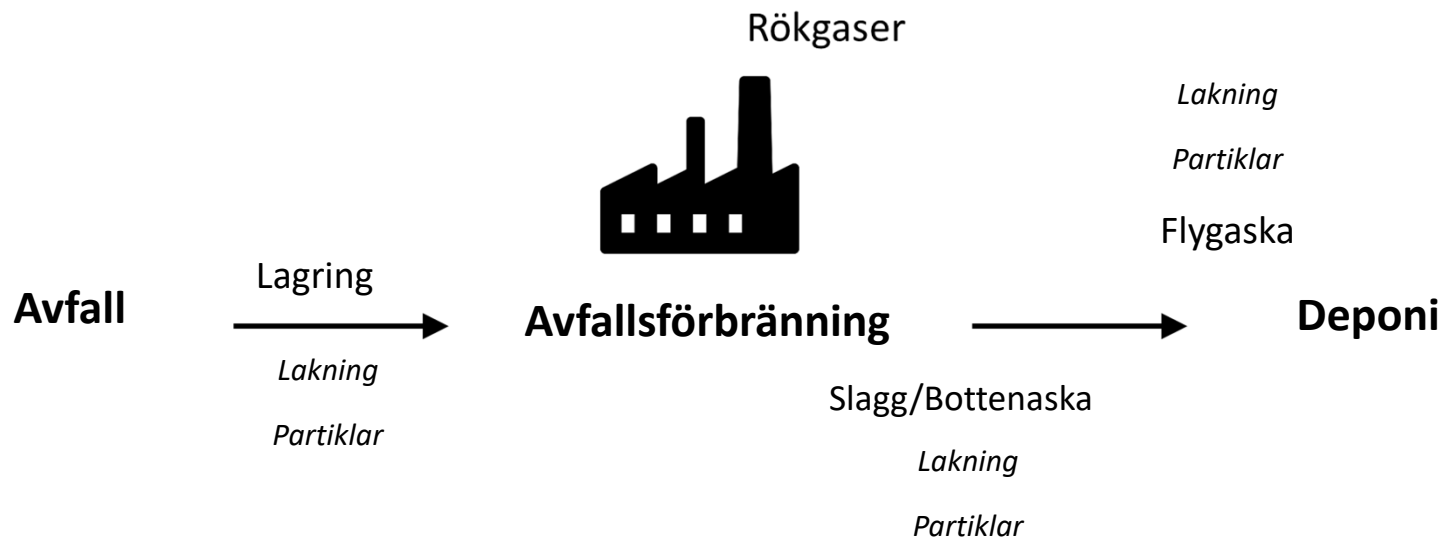 Rökgaser
Lakning
Partiklar
Flygaska
Avfall
Lagring
Lakning
Partiklar
Avfallsförbränning
Deponi
Slagg/Bottenaska
Lakning
Partiklar